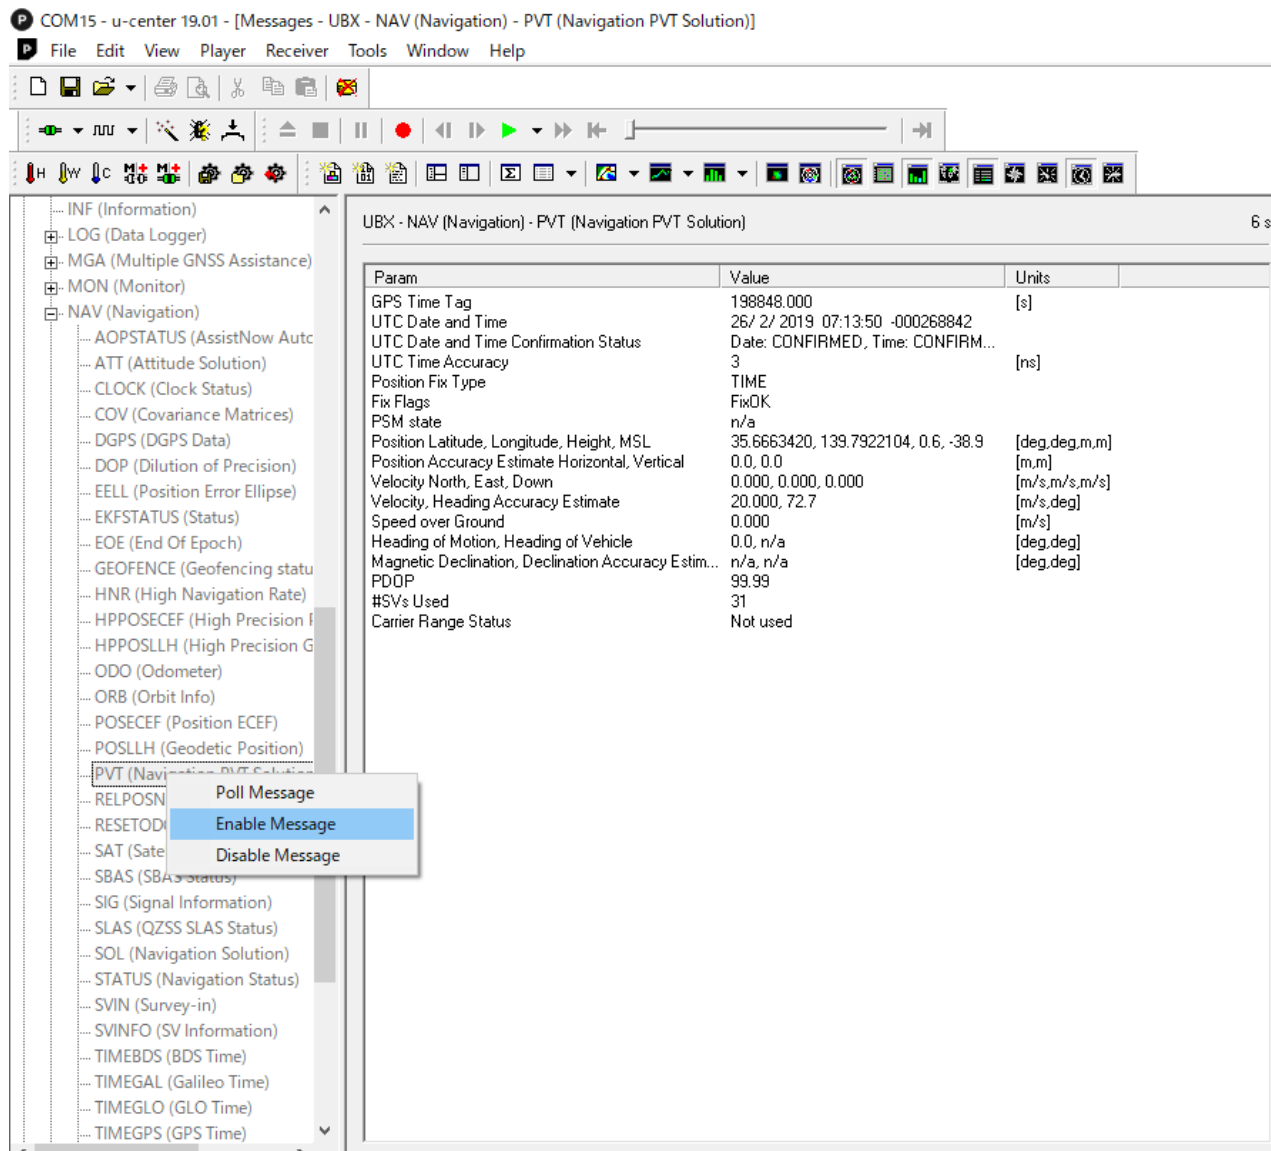 COM15 - u-center 19.01 - [Messages - UBX - NAV (Navigation) - PVT (Navigation PVT Solution)]
File Edit View Player Receiver Tools Window Help
INF (Information)
LOG (Data Logger)
MGA (Multiple GNSS Assistance)
MON (Monitor)
NAV (Navigation)
AOPSTATUS (AssistNow Autc
ATT (Attitude Solution)
CLOCK (Clock Status)
COV (Covariance Matrices)
DGPS (DGPS Data)
DOP (Dilution of Precision)
EELL (Position Error Ellipse)
EKFSTATUS (Status)
EOE (End Of Epoch)
GEOFENCE (Geofencing statu
HNR (High Navigation Rate)
HPPOSECEF (High Precision
HPPOSLLH (High Precision G
ODO (Odometer)
ORB (Orbit Info)
POSECEF (Position ECEF)
POSLLH (Geodetic Position)
PVT (Navigation PVT Solution
RELPOSN
RESETOD
SAT (Sate
SBAS (SBAS Status)
SIG (Signal Information)
SLAS (QZSS SLAS Status)
SOL (Navigation Solution)
STATUS (Navigation Status)
SVIN (Survey-in)
SVINFO (SV Information)
TIMEBDS (BDS Time)
TIMEGAL (Galileo Time)
TIMEGLO (GLO Time)
TIMEGPS (GPS Time)
Poll Message
Enable Message
Disable Message
UBX - NAV (Navigation) - PVT (Navigation PVT Solution) 6 s
Param Value Units
GPS Time Tag 198848.000 [s]
UTC Date and Time 26/ 2/ 2019 07:13:50 -000268842
UTC Date and Time Confirmation Status Date: CONFIRMED, Time: CONFIRM...
UTC Time Accuracy 3 [ns]
Position Fix Type TIME
Fix Flags FixOK
PSM state n/a
Position Latitude, Longitude, Height, MSL 35.6663420, 139.7922104, 0.6, -38.9 [deg,deg,m,m]
Position Accuracy Estimate Horizontal, Vertical 0.0, 0.0 [m,m]
Velocity North, East, Down 0.000, 0.000, 0.000 [m/s,m/s,m/s]
Velocity, Heading Accuracy Estimate 20.000, 72.7 [m/s,deg]
Speed over Ground 0.000 [m/s]
Heading of Motion, Heading of Vehicle 0.0, n/a [deg,deg]
Magnetic Declination, Declination Accuracy Estim... n/a, n/a [deg,deg]
PDOP 99.99
#SVs Used 31
Carrier Range Status Not used